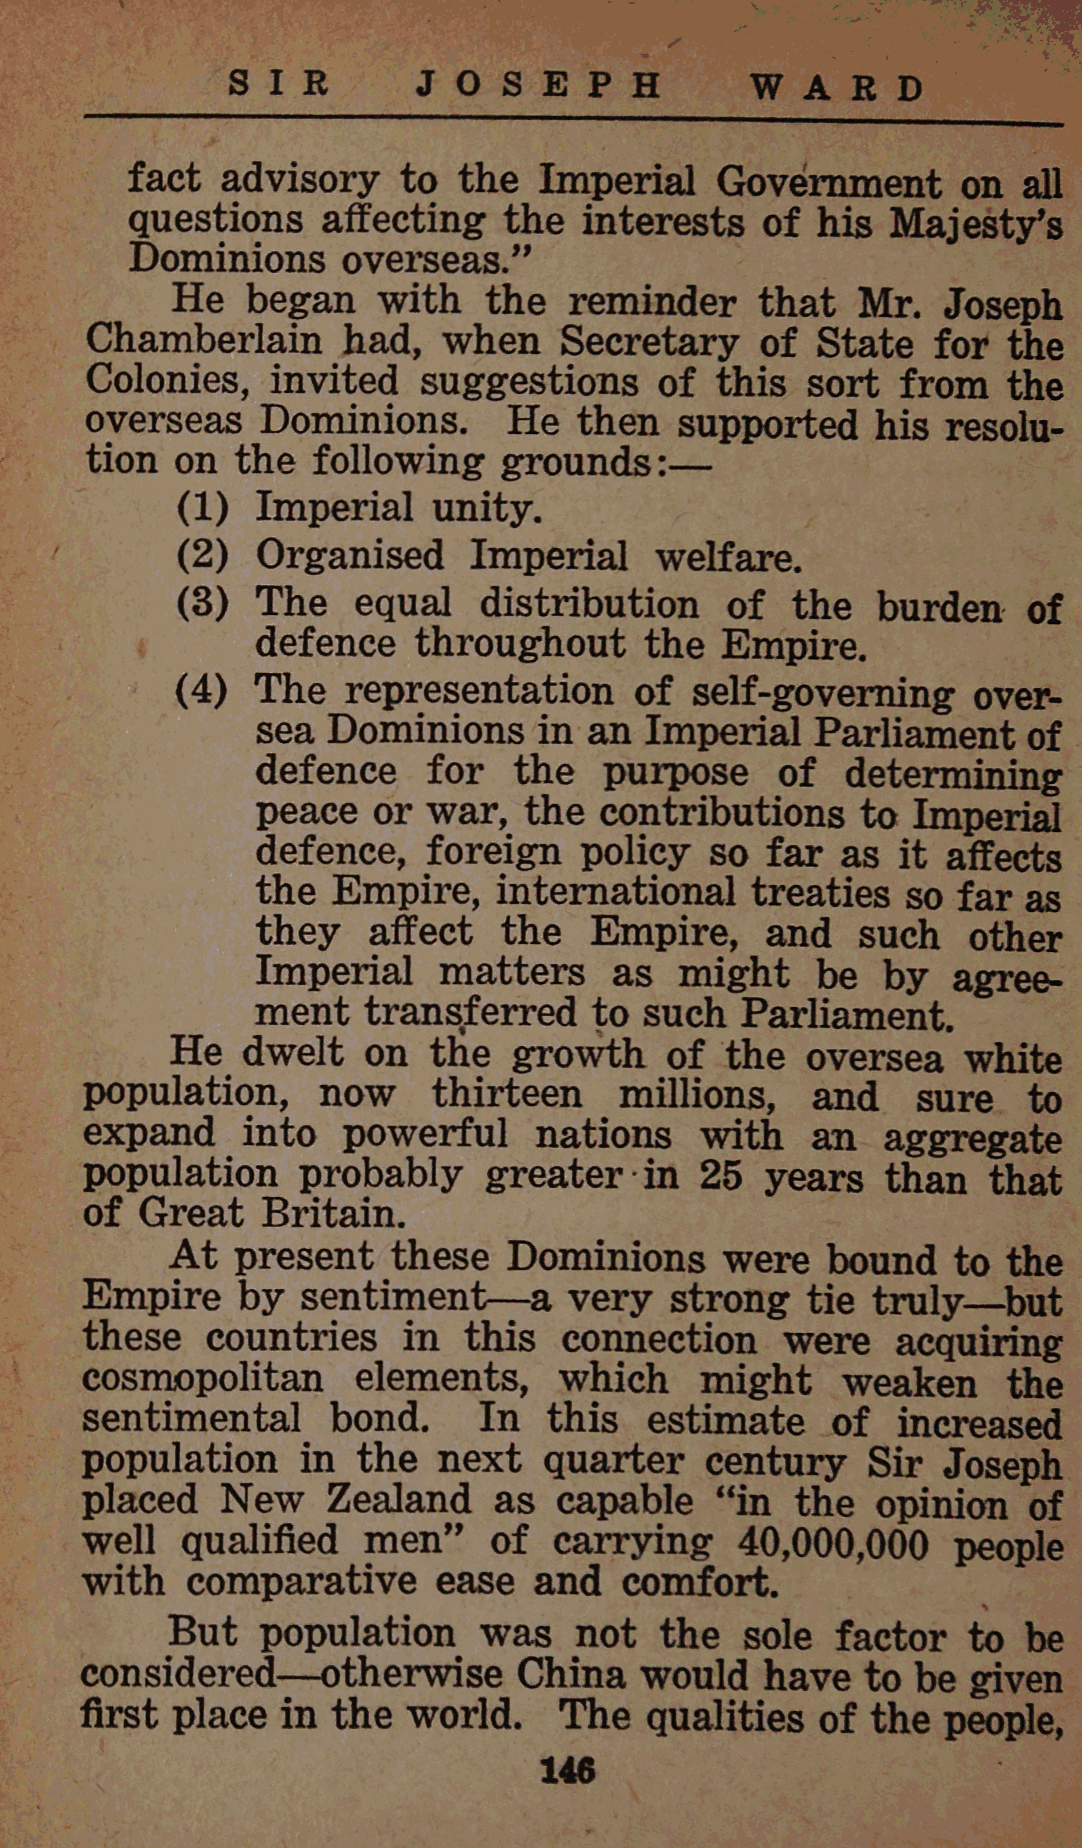 SIR JOSEPH WARD
fact advisory to the Imperial Government on all
questions affecting the interests of his Majesty's
Dominions overseas."
He began with the reminder that Mr. Joseph
Chamberlain had, when Secretary of State for the
Colonies, invited suggestions of this sort from the
overseas Dominions. He then supported his resolu-
tion on the following grounds:—
(1) Imperial unity.
(2) Organised Imperial welfare.
(3) The equal distribution of the burden of
defence throughout the Empire.
(4) The representation of self-governing over-
sea Dominions in an Imperial Parliament of
defence for the purpose of determining
peace or war, the contributions to Imperial
defence, foreign policy so far as it affects
the Empire, international treaties so far as
they affect the Empire, and such other
Imperial matters as might be by agree-
ment transferred to such Parliament.
He dwelt on the growth of the oversea white
population, now thirteen millions, and sure to
expand into powerful nations with an aggregate
population probably greater in 25 years than that
of Great Britain.
At present these Dominions were bound to the
Empire by sentiment—a very strong tie truly—but
these countries in this connection were acquiring
cosmopolitan elements, which might weaken the
sentimental bond. In this estimate of increased
population in the next quarter century Sir Joseph
placed New Zealand as capable "in the opinion of
well qualified men" of carrying 40,000,000 people
with comparative ease and comfort.
But population was not the sole factor to be
considered—otherwise China would have to be given
first place in the world. The qualities of the people,
146